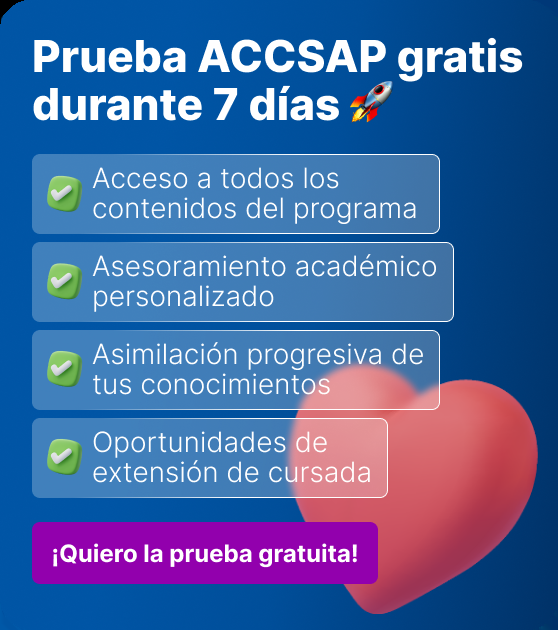 Prueba ACCSAP gratis
durante 7 días 🚀
Acceso a todos los
contenidos del programa
Asesoramiento académico
personalizado
Asimilación progresiva de
tus conocimientos
Oportunidades de
extensión de cursada
¡Quiero la prueba gratuita!